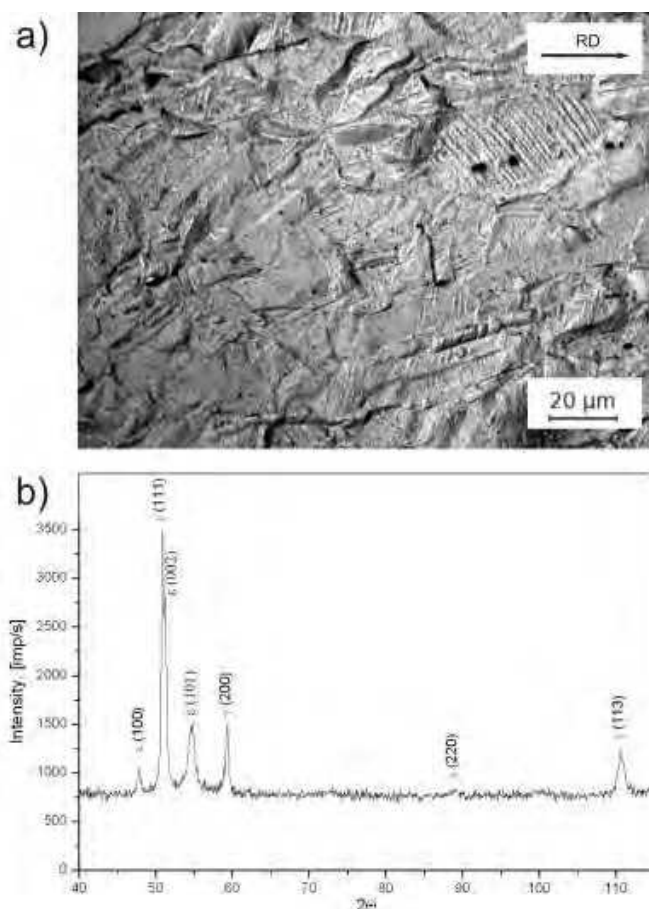 a)
RD
20 µm
b)
Intensity, [imp/s]
3500
3000
2500
2000
1500
1000
500
0
(111)
ε (002)
ε (100)
ε (101)
γ (200)
(220)
(113)
40
50
60
70
80
90
100
110